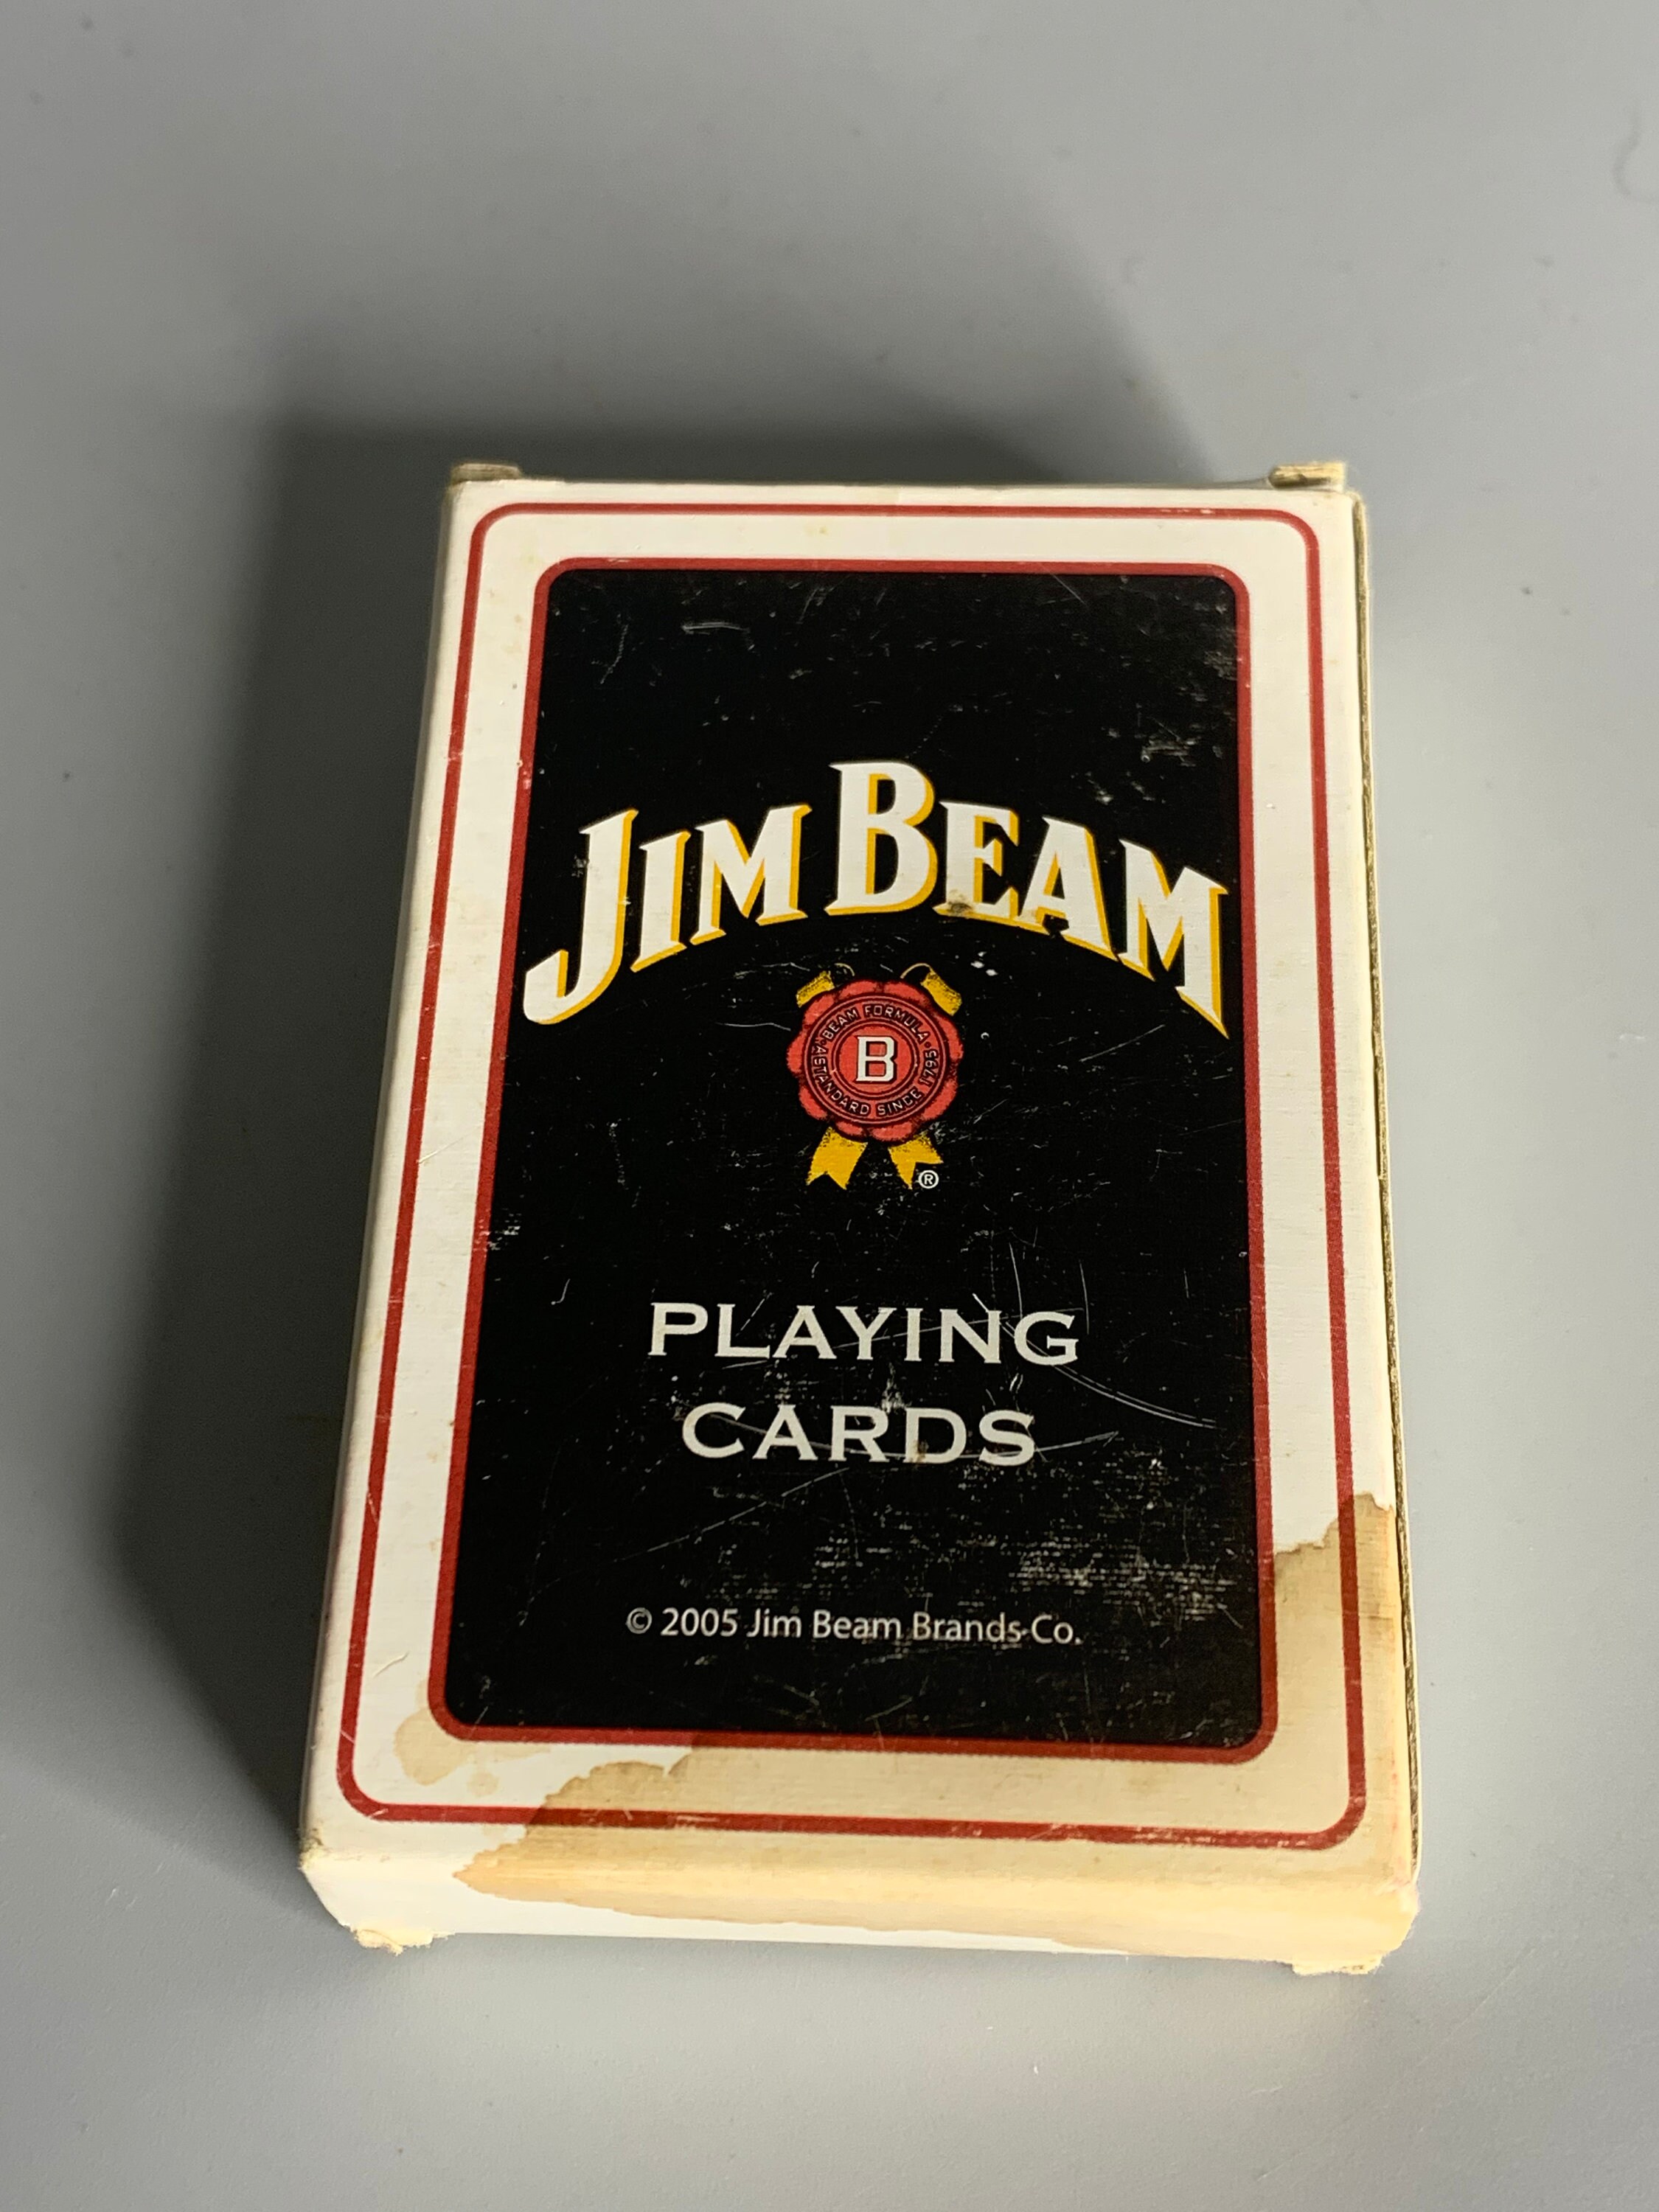 JIM BEAM
BEAM FORMULA
B
A STANDARD SINCE 1795
®
PLAYING
CARDS
© 2005 Jim Beam Brands Co.